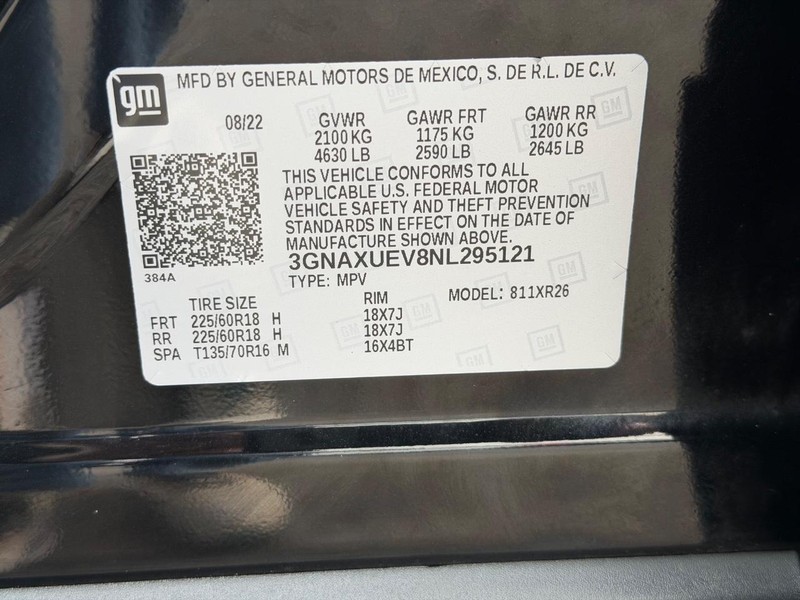 gm
MFD BY GENERAL MOTORS DE MEXICO, S. DE R.L. DE C.V.
08/22 GVWR GAWR FRT GAWR RR
2100 KG 1175 KG 1200 KG
4630 LB 2590 LB 2645 LB
THIS VEHICLE CONFORMS TO ALL
APPLICABLE U.S. FEDERAL MOTOR
VEHICLE SAFETY AND THEFT PREVENTION
STANDARDS IN EFFECT ON THE DATE OF
MANUFACTURE SHOWN ABOVE.
3GNAXUEV8NL295121
384A
TYPE: MPV
TIRE SIZE RIM MODEL: 811XR26
FRT 225/60R18 H 18X7J
RR 225/60R18 H 18X7J
SPA T135/70R16 M 16X4BT